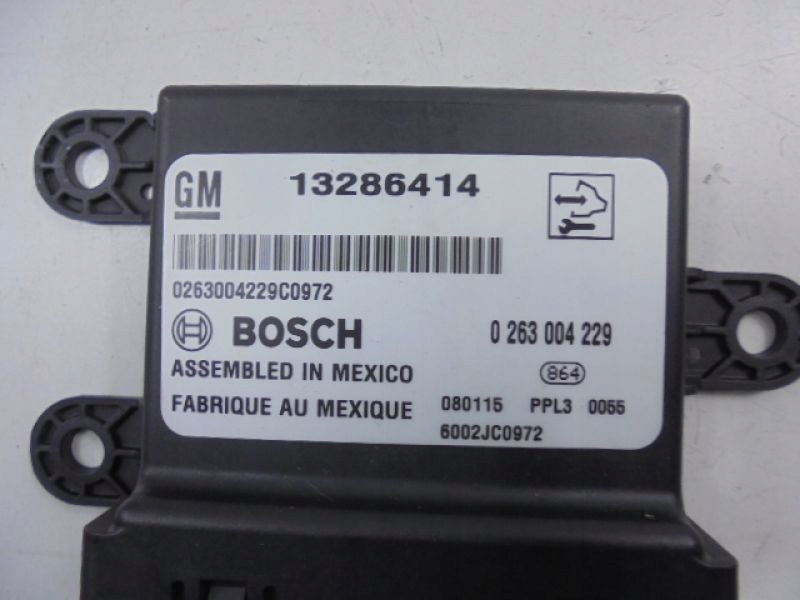 GM 13286414
0263004229C0972
BOSCH 0 263 004 229
ASSEMBLED IN MEXICO 864
FABRIQUE AU MEXIQUE 080115 PPL3 0055
6002JC0972